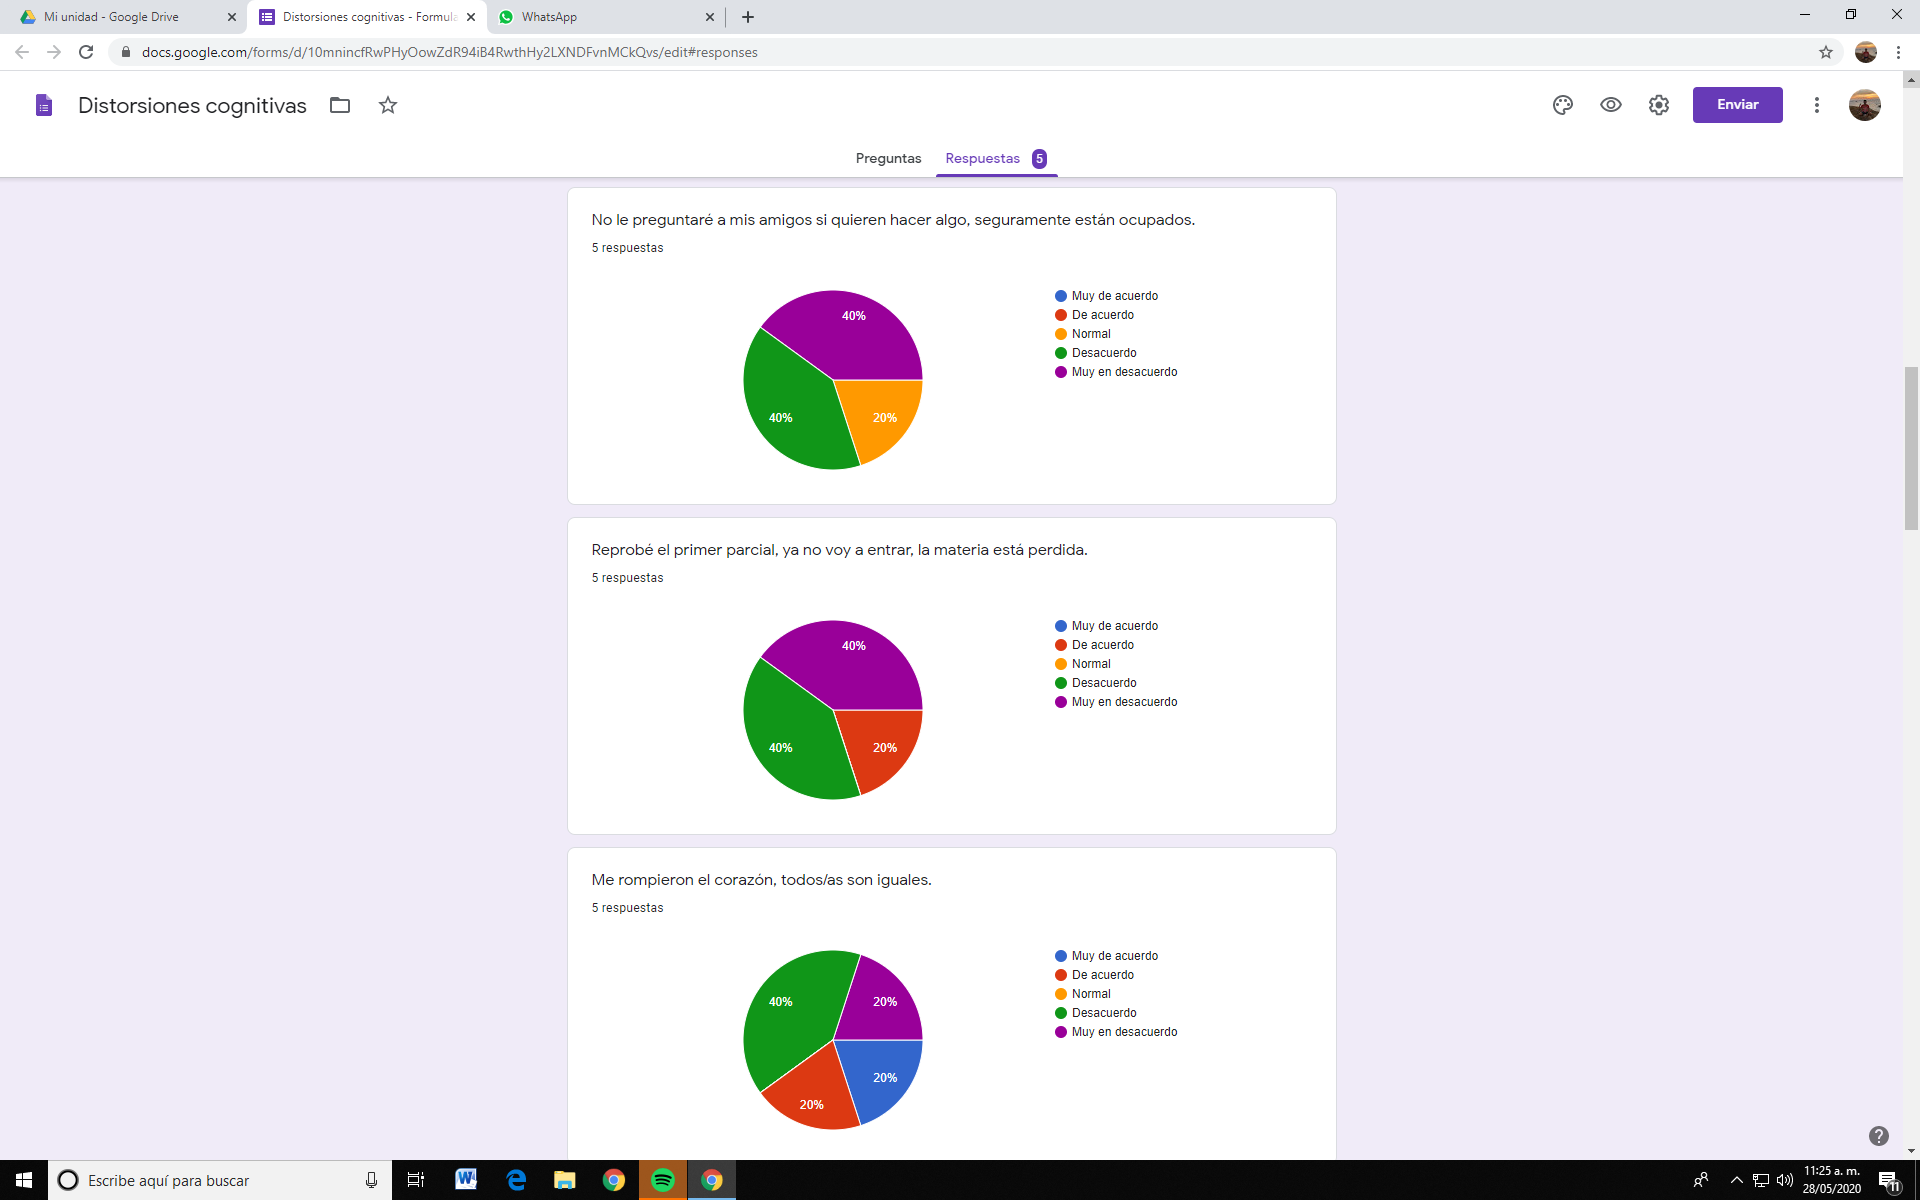 Mi unidad - Google Drive
Distorsiones cognitivas - Formula
WhatsApp
docs.google.com/forms/d/10mnincfRwPHyOowZdR94iB4RwthHy2LXNDFvnMCkQvs/edit#responses
Distorsiones cognitivas
Enviar
Preguntas
Respuestas 5
No le preguntaré a mis amigos si quieren hacer algo, seguramente están ocupados.
5 respuestas
40%
40%
20%
Muy de acuerdo
De acuerdo
Normal
Desacuerdo
Muy en desacuerdo
Reprobé el primer parcial, ya no voy a entrar, la materia está perdida.
5 respuestas
40%
40%
20%
Muy de acuerdo
De acuerdo
Normal
Desacuerdo
Muy en desacuerdo
Me rompieron el corazón, todos/as son iguales.
5 respuestas
40%
20%
20%
20%
Muy de acuerdo
De acuerdo
Normal
Desacuerdo
Muy en desacuerdo
Escribe aquí para buscar
11:25 a. m.
28/05/2020
11